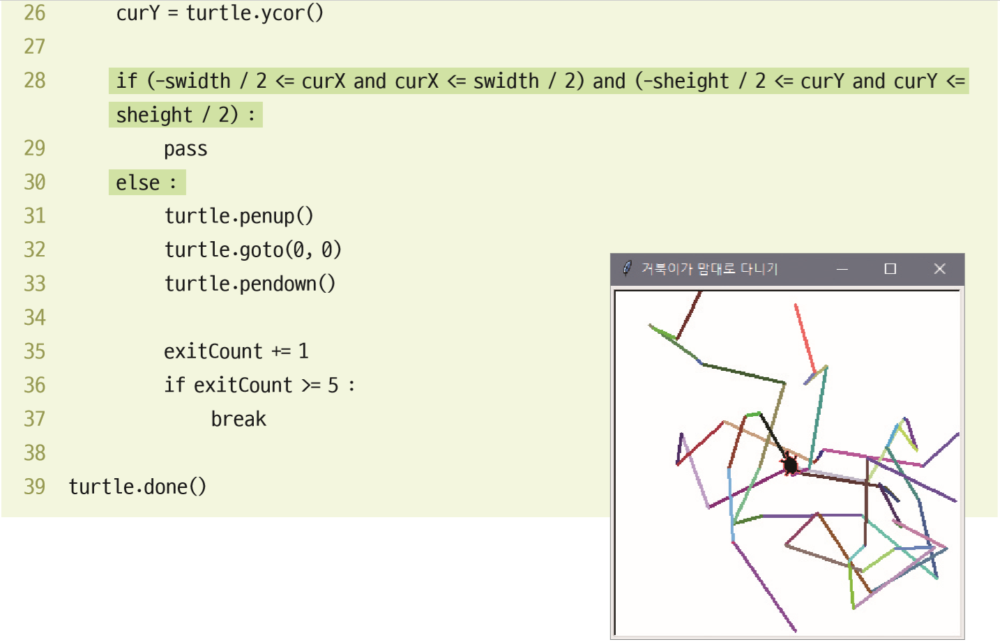 26 curY = turtle.ycor()
27
28 if (-swidth / 2 <= curX and curX <= swidth / 2) and (-sheight / 2 <= curY and curY <=
sheight / 2) :
29 pass
30 else :
31 turtle.penup()
32 turtle.goto(0, 0)
33 turtle.pendown()
34
35 exitCount += 1
36 if exitCount >= 5 :
37 break
38
39 turtle.done()
거북이가 맘대로 다니기